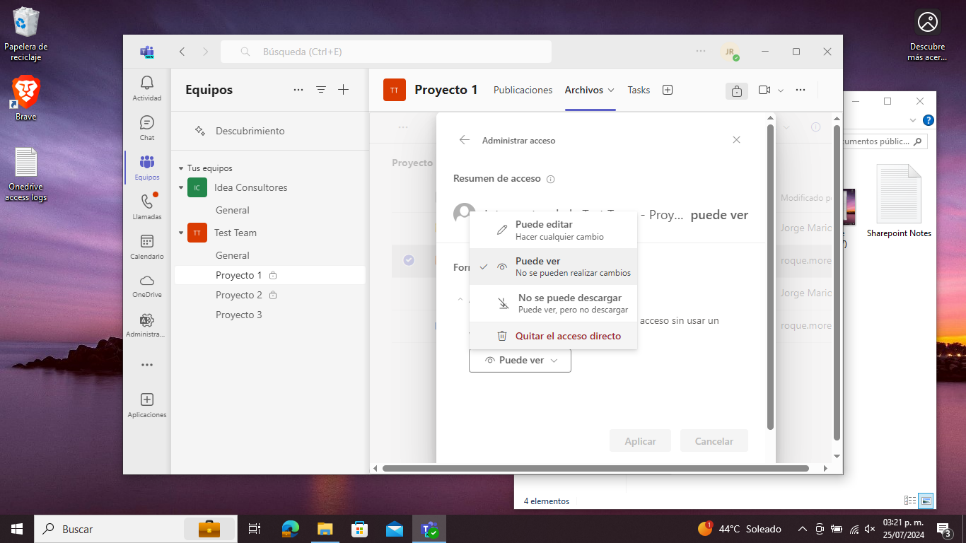 Papelera de
reciclaje
Brave
Onedrive
access logs
Descubre
más acer...
Búsqueda (Ctrl+E)
JR
Actividad
Chat
Equipos
Llamadas
Calendario
OneDrive
Administra...
Aplicaciones
Equipos
Descubrimiento
Tus equipos
IC
Idea Consultores
General
TT
Test Team
General
Proyecto 1
Proyecto 2
Proyecto 3
TT
Proyecto 1
Publicaciones
Archivos
Tasks
Proyecto
Administrar acceso
Resumen de acceso
- Proy...
puede ver
Puede editar
Hacer cualquier cambio
Puede ver
No se pueden realizar cambios
No se puede descargar
Puede ver, pero no descargar
Quitar el acceso directo
acceso sin usar un
Puede ver
Aplicar
Cancelar
Modificado po
Jorge Maric
roque.more
Jorge Maric
roque.more
umentos públic...
Sharepoint Notes
4 elementos
Buscar
44°C Soleado
03:21 p. m.
25/07/2024
3